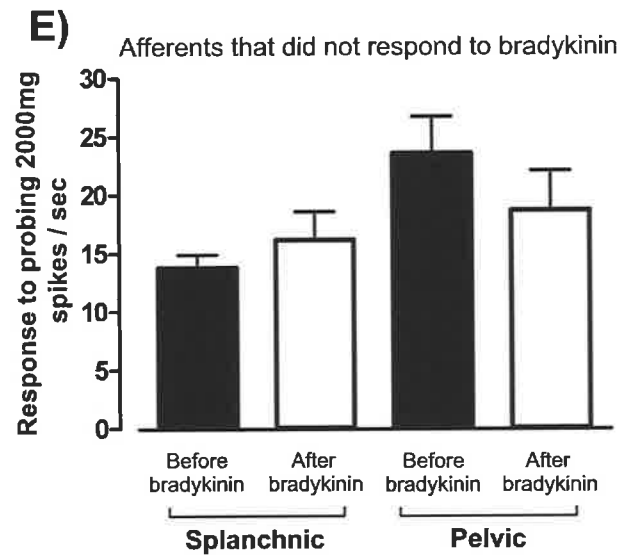 E)
Afferents that did not respond to bradykinin
Response to probing 2000mg
spikes / sec
30
25
20
15
10
5
0
Before
bradykinin
After
bradykinin
Before
bradykinin
After
bradykinin
Splanchnic
Pelvic